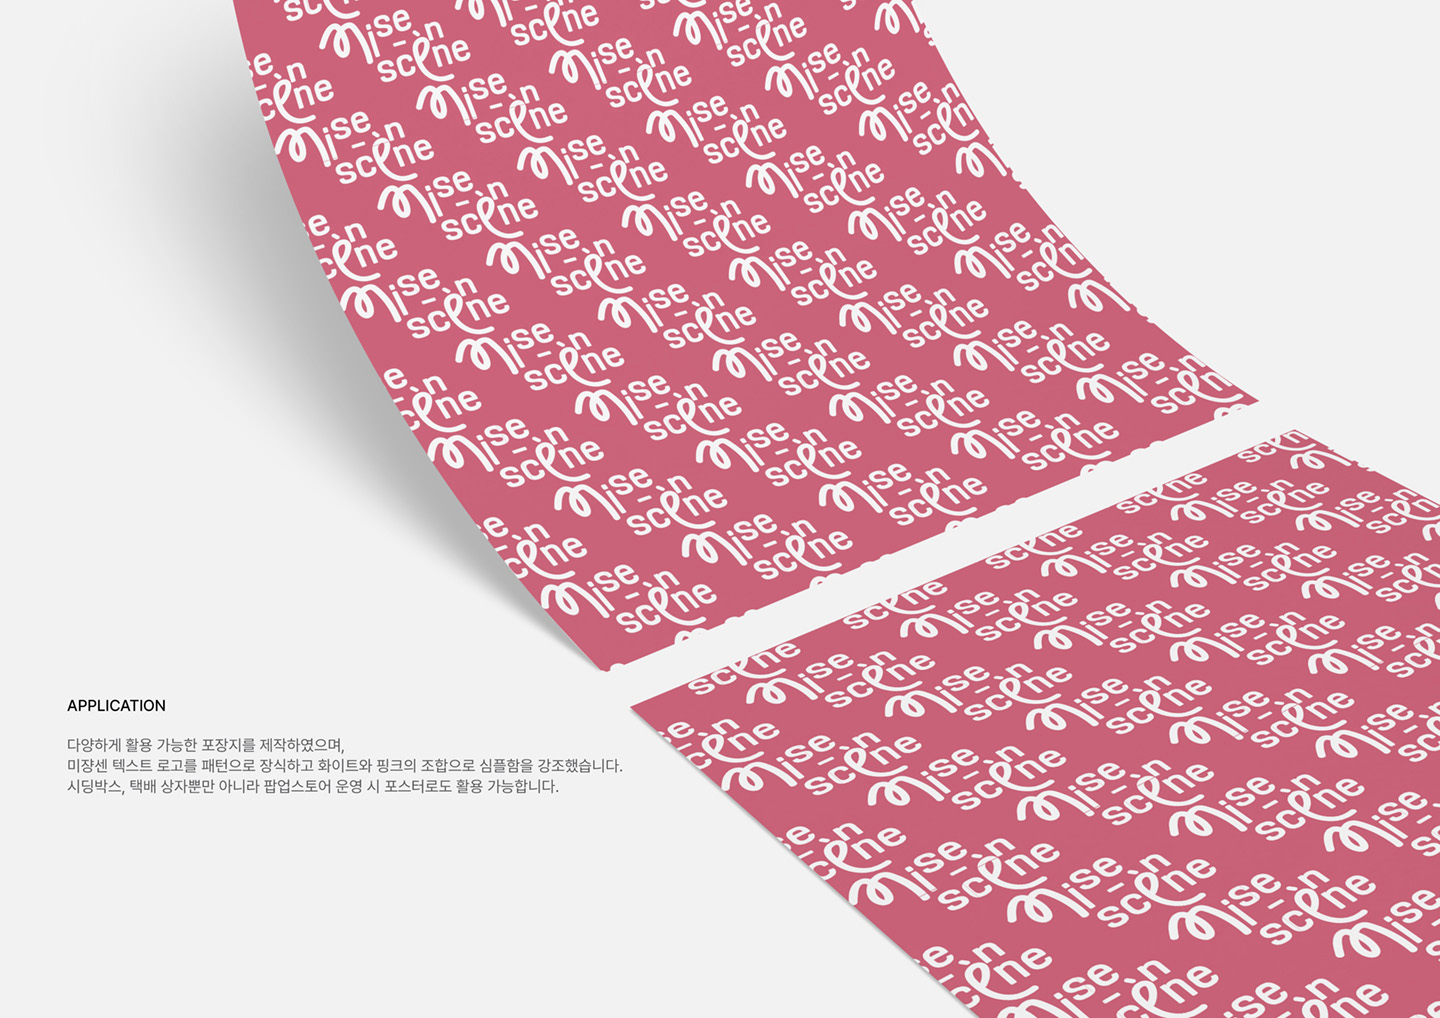 Mise-èn
scène
APPLICATION
다양하게 활용 가능한 포장지를 제작하였으며,
미쟝센 텍스트 로고를 패턴으로 장식하고 화이트와 핑크의 조합으로 심플함을 강조했습니다.
시딩박스, 택배 상자뿐만 아니라 팝업스토어 운영 시 포스터로도 활용 가능합니다.